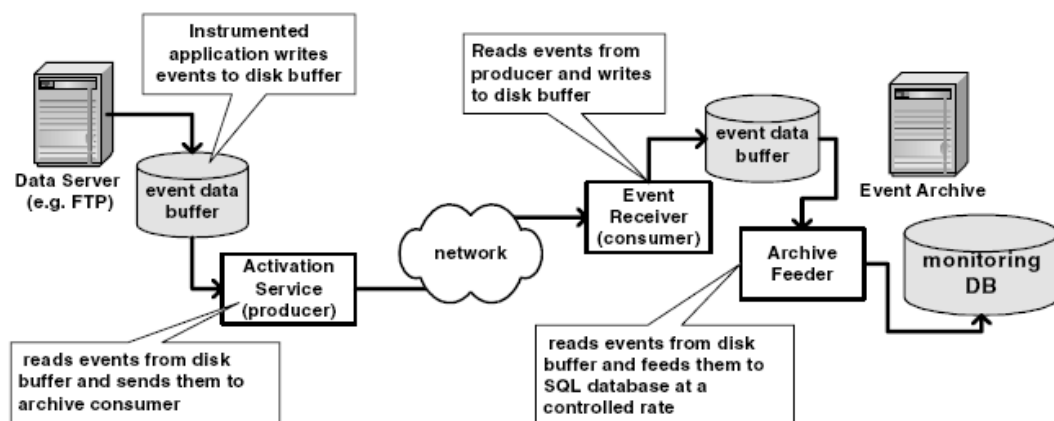 Instrumented
application writes
events to disk buffer
Data Server
(e.g. FTP)
event data
buffer
Activation
Service
(producer)
reads events from disk
buffer and sends them to
archive consumer
network
Reads events from
producer and writes
to disk buffer
Event
Receiver
(consumer)
event data
buffer
Event Archive
Archive
Feeder
monitoring
DB
reads events from disk
buffer and feeds them to
SQL database at a
controlled rate